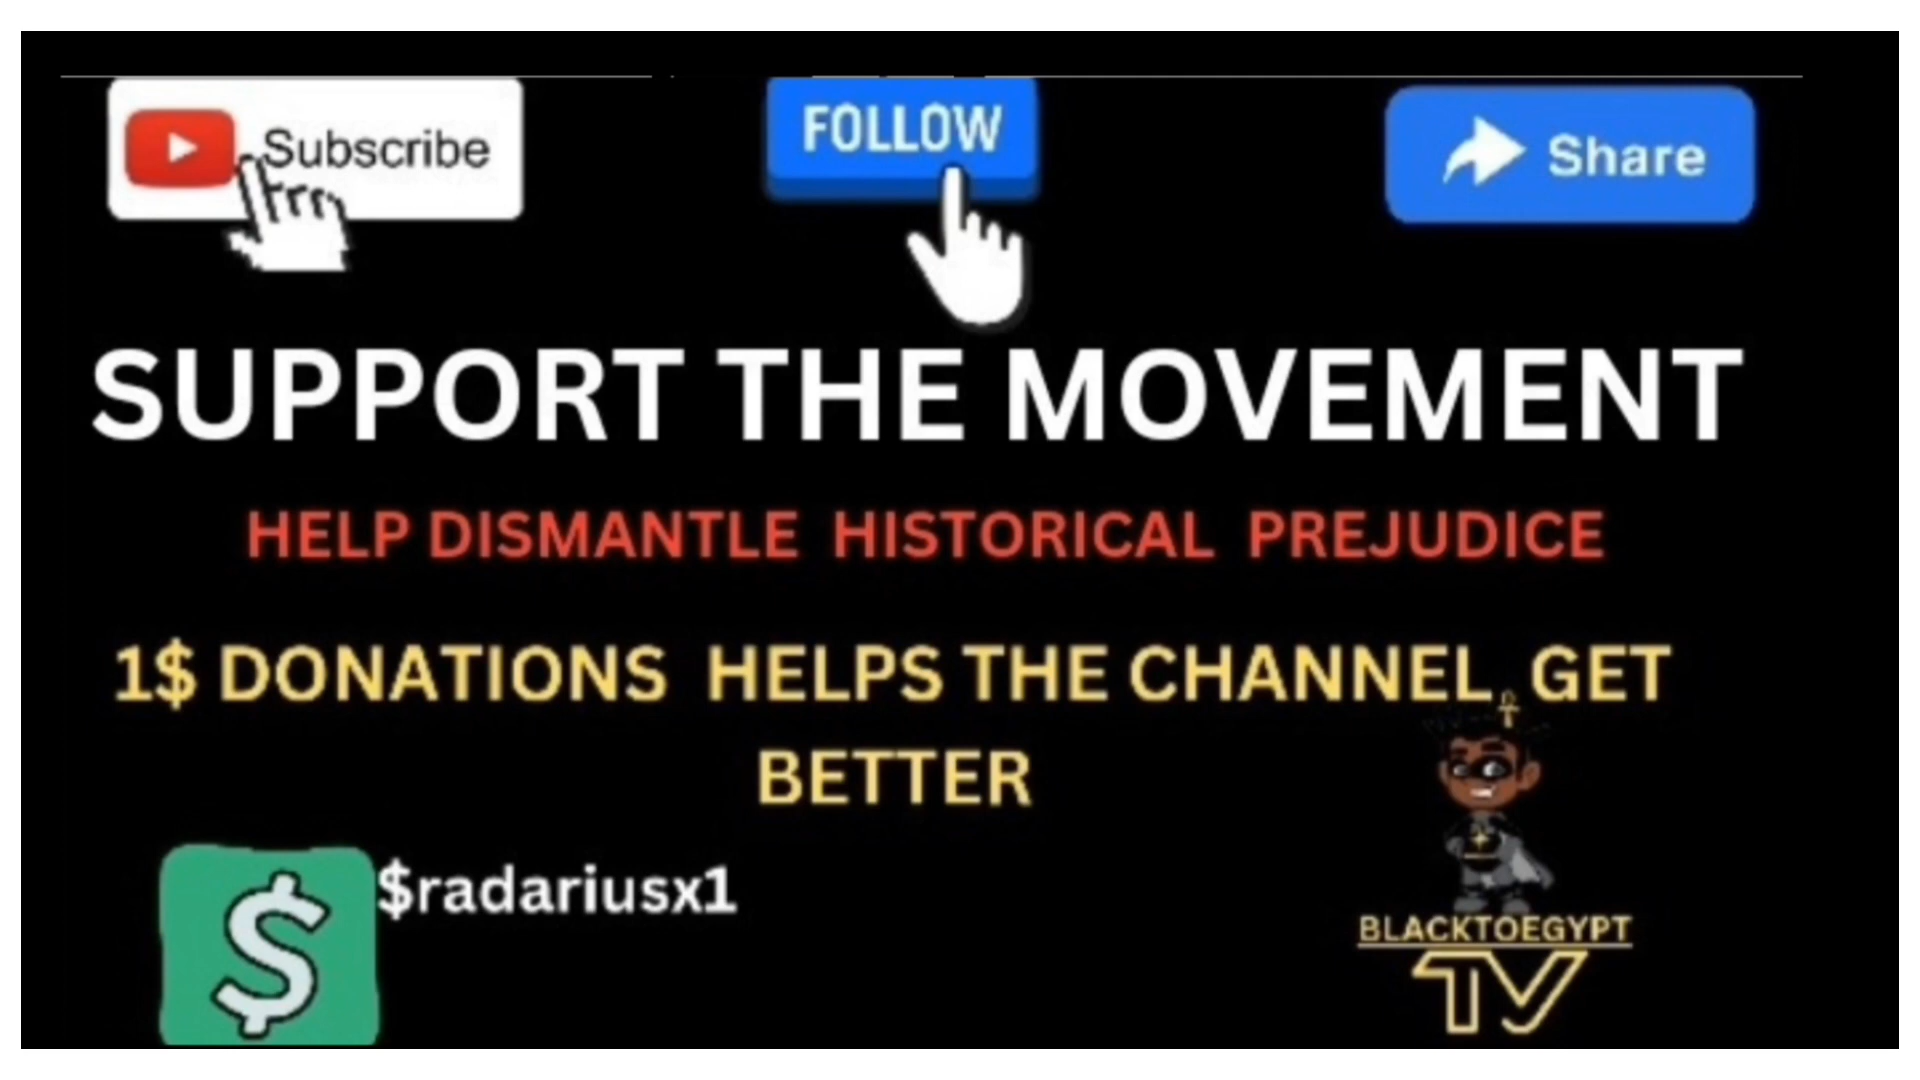 Subscribe
FOLLOW
Share
SUPPORT THE MOVEMENT
HELP DISMANTLE HISTORICAL PREJUDICE
1$ DONATIONS HELPS THE CHANNEL GET
BETTER
$
$radariusx1
BLACKTOEGYPT
TV